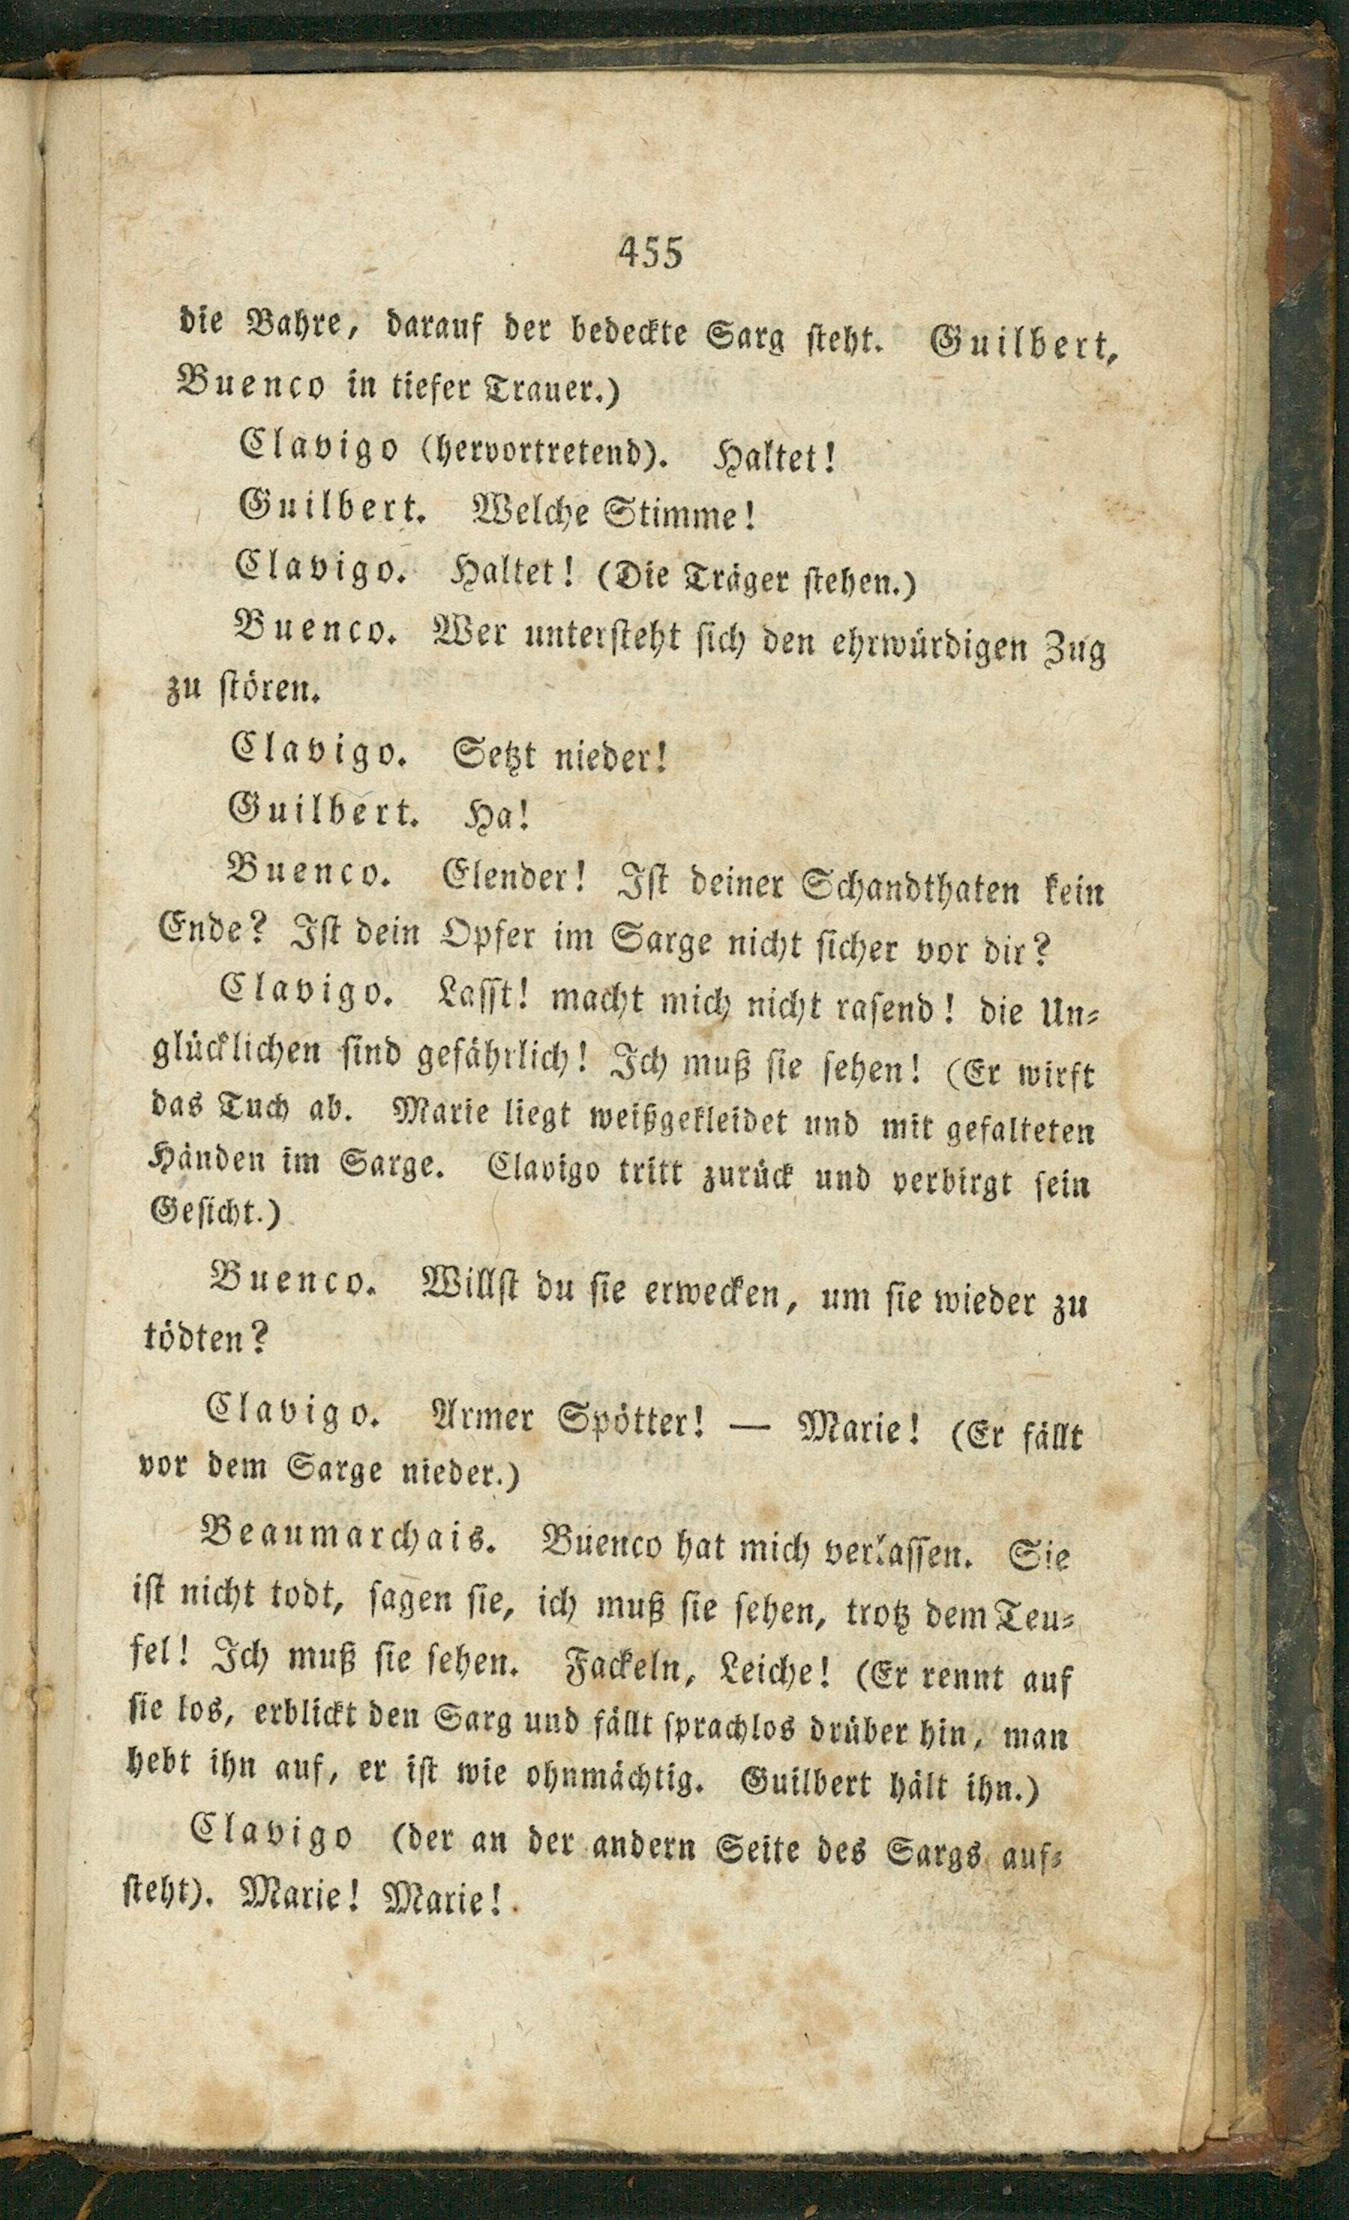 455
die Bahre, darauf der bedeckte Sarg ſteht. Guilbert,
Buenco in tiefer Trauer.)
Clavigo (hervortretend). Haltet!
Guilbert. Welche Stimme!
Clavigo. Haltet! (Die Träger ſtehen.)
Buenco. Wer unterſteht ſich den ehrwürdigen Zug
zu ſtören.
Clavigo. Setzt nieder!
Guilbert. Ha!
Buenco. Elender! Iſt deiner Schandthaten kein
Ende? Iſt dein Opfer im Sarge nicht ſicher vor dir?
Clavigo. Laſſt! macht mich nicht raſend! die Un⸗
glücklichen ſind gefährlich! Ich muß ſie ſehen! (Er wirft
das Tuch ab. Marie liegt weißgekleidet und mit gefalteten
Händen im Sarge. Clavigo tritt zurück und verbirgt ſein
Geſicht.)
Buenco. Willſt du ſie erwecken, um ſie wieder zu
tödten?
Clavigo. Armer Spötter! — Marie! (Er fällt
vor dem Sarge nieder.)
Beaumarchais. Buenco hat mich verlaſſen. Sie
iſt nicht todt, ſagen ſie, ich muß ſie ſehen, trotz dem Teu⸗
fel! Ich muß ſie ſehen. Fackeln, Leiche! (Er rennt auf
ſie los, erblickt den Sarg und fällt ſprachlos drüber hin, man
hebt ihn auf, er iſt wie ohnmächtig. Guilbert hält ihn.)
Clavigo (der an der andern Seite des Sargs auf⸗
ſteht). Marie! Marie!